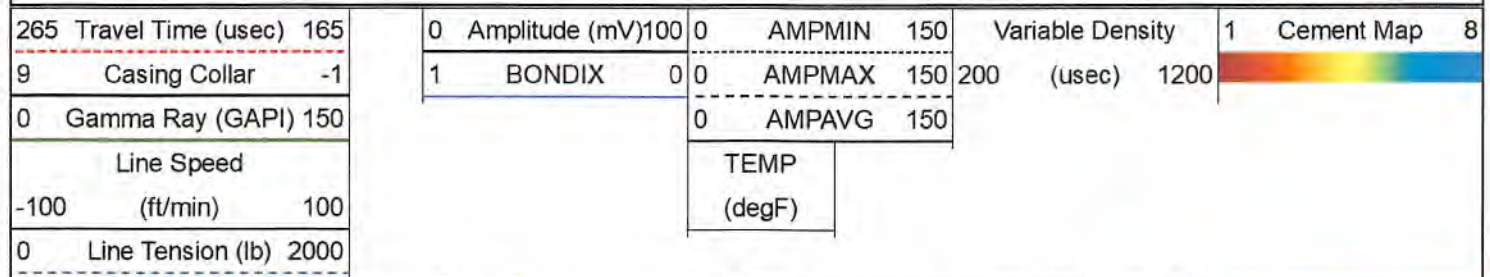 265 Travel Time (usec) 165 0 Amplitude (mV)100 0 AMPMIN 150 Variable Density 1 Cement Map 8
9 Casing Collar -1 1 BONDIX 0 0 AMPMAX 150 200 (usec) 1200
0 Gamma Ray (GAPI) 150 0 AMPAVG 150
Line Speed TEMP
-100 (ft/min) 100 (degF)
0 Line Tension (lb) 2000